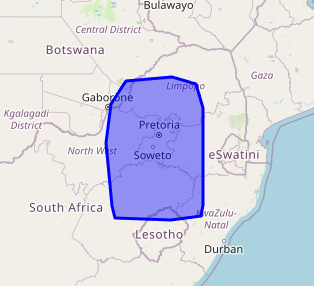 Bulawayo
Central District
Botswana
Gaza
Limpopo
Gaborone
Kgalagadi
District
Pretoria
North West
Soweto
eSwatini
South Africa
KwaZulu-
Natal
Lesotho
Durban